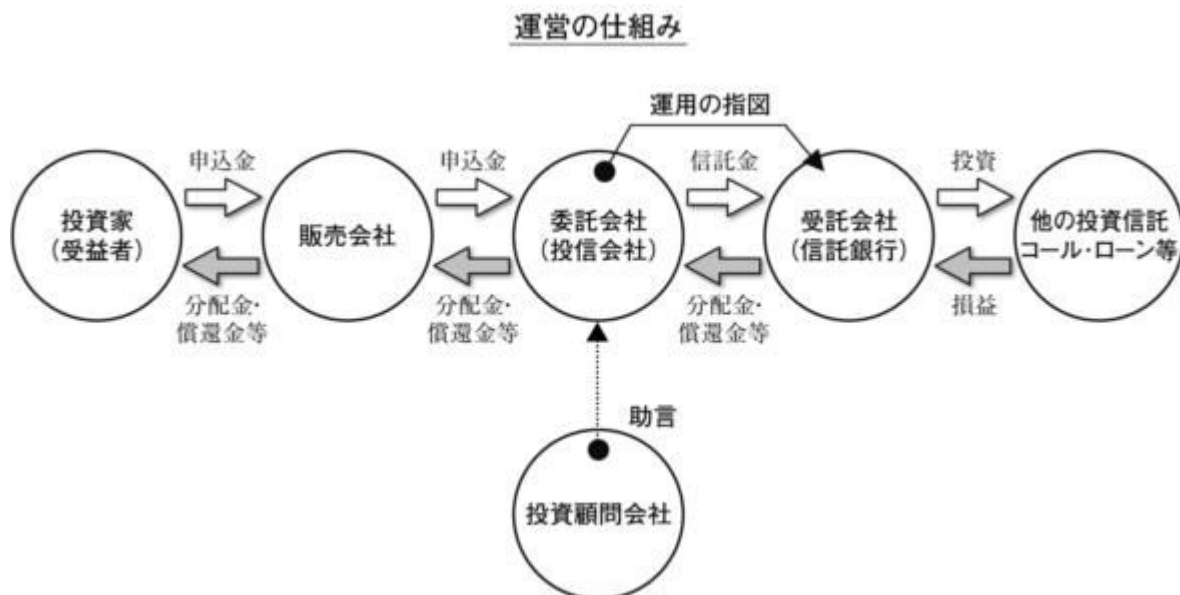 運営の仕組み
運用の指図
申込金
申込金
信託金
投資
投資家
(受益者)
販売会社
委託会社
(投信会社)
受託会社
(信託銀行)
他の投資信託
コール・ローン等
分配金・
償還金等
分配金・
償還金等
分配金・
償還金等
損益
助言
投資顧問会社